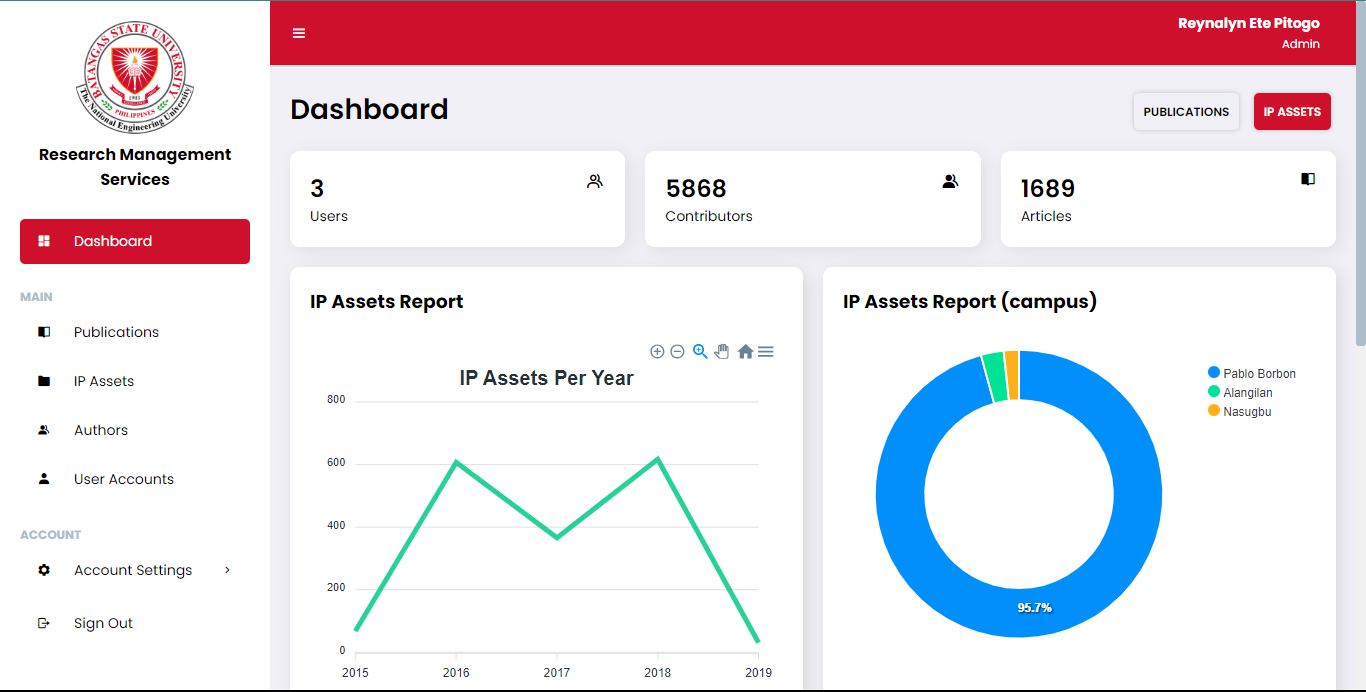 BATANGAS STATE UNIVERSITY
The National Engineering University
PHILIPPINES
1903
Research Management
Services
Dashboard
MAIN
Publications
IP Assets
Authors
User Accounts
ACCOUNT
Account Settings
Sign Out
Reynalyn Ete Pitogo
Admin
Dashboard
PUBLICATIONS
IP ASSETS
3
Users
5868
Contributors
1689
Articles
IP Assets Report
IP Assets Per Year
800
600
400
200
0
2015 2016 2017 2018 2019
IP Assets Report (campus)
Pablo Borbon
Alangilan
Nasugbu
95.7%